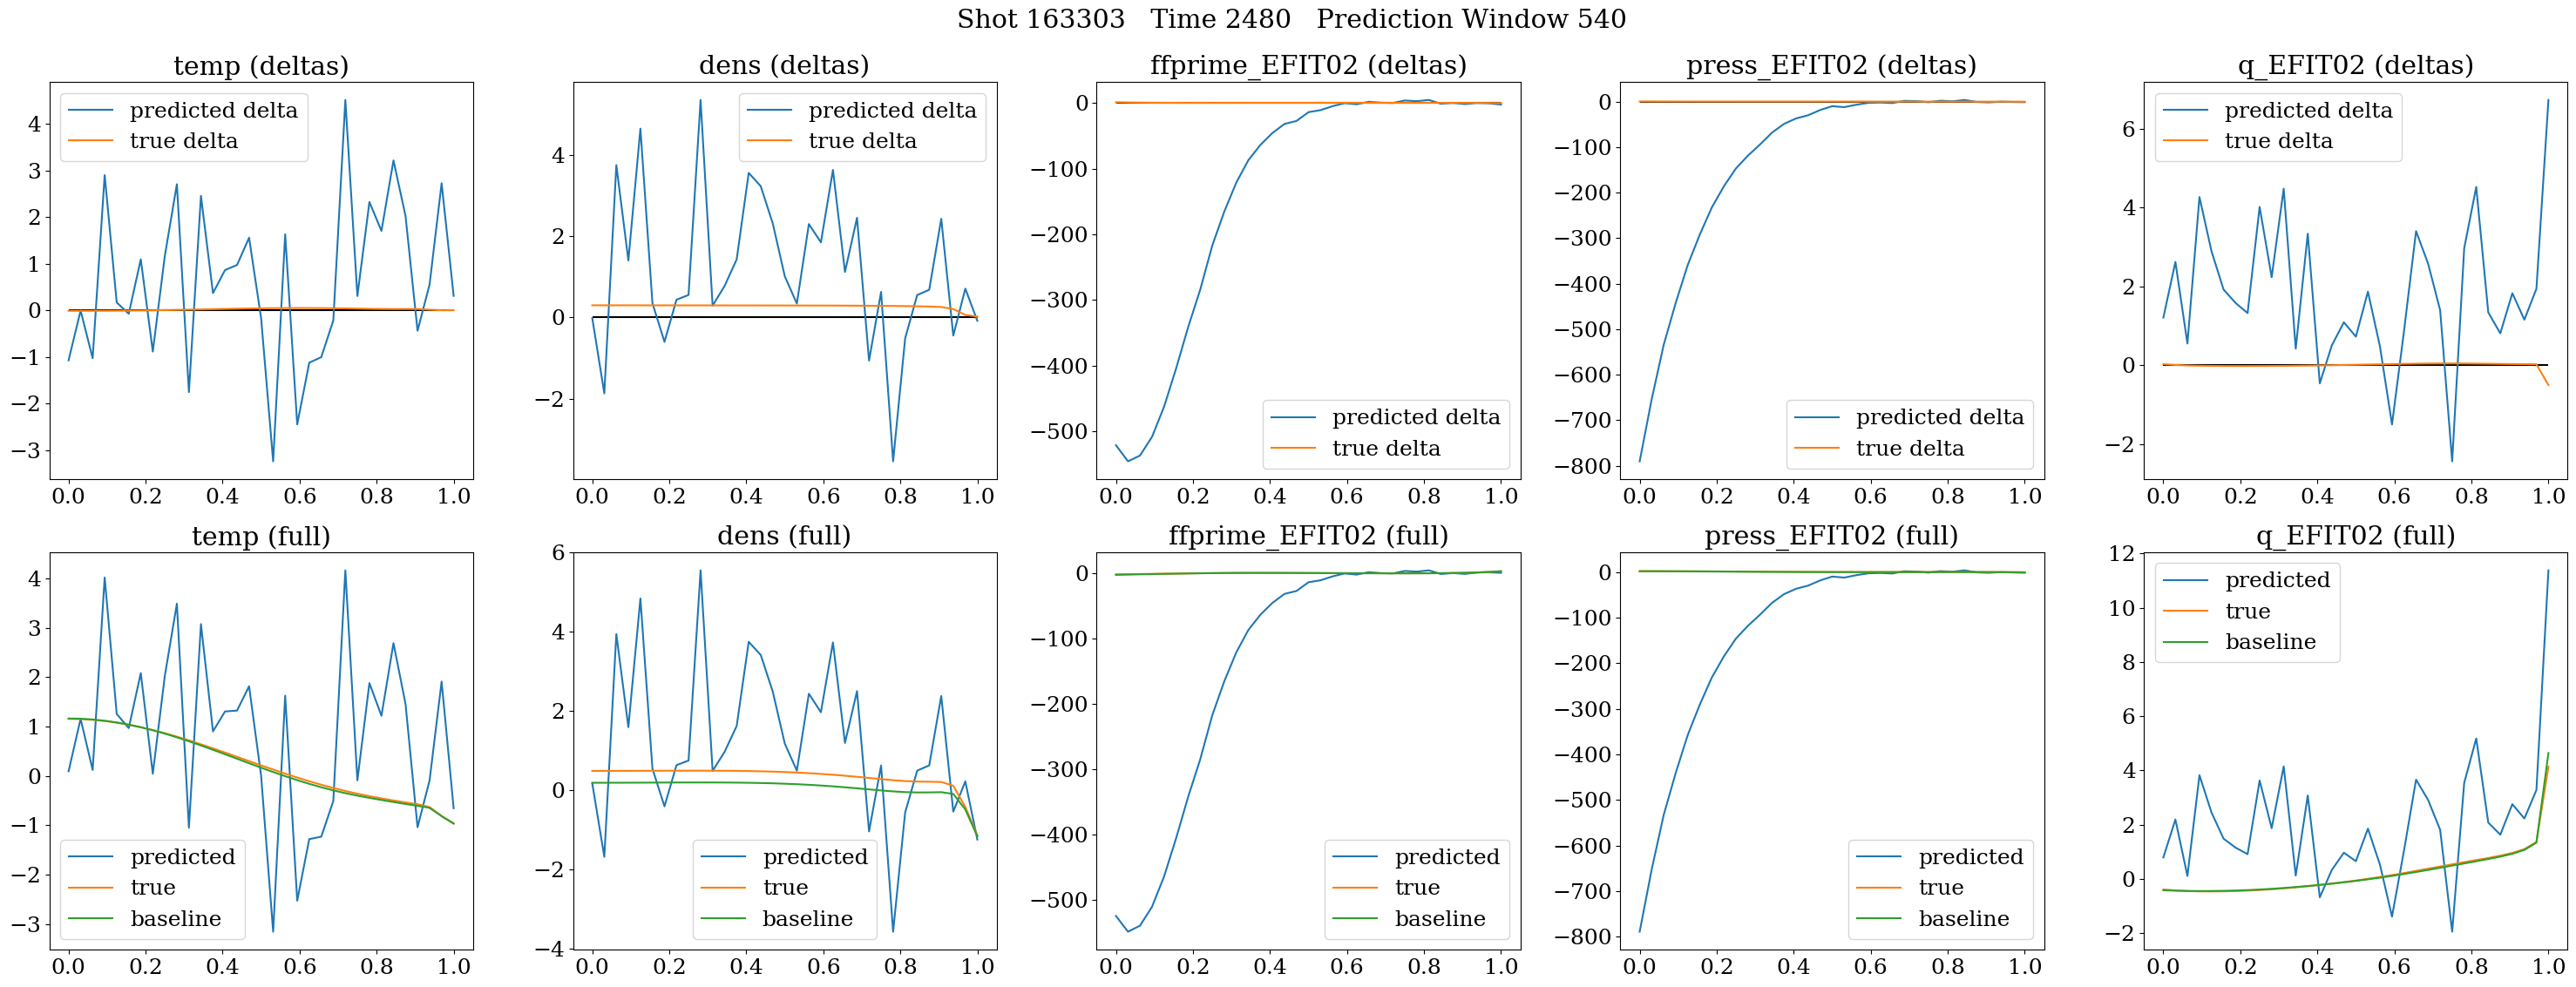 Shot 163303   Time 2480   Prediction Window 540
temp (deltas)
predicted delta
true delta
4
3
2
1
0
−1
−2
−3
0.0 0.2 0.4 0.6 0.8 1.0
dens (deltas)
predicted delta
true delta
4
2
0
−2
0.0 0.2 0.4 0.6 0.8 1.0
ffprime_EFIT02 (deltas)
0
−100
−200
−300
−400
−500
predicted delta
true delta
0.0 0.2 0.4 0.6 0.8 1.0
press_EFIT02 (deltas)
0
−100
−200
−300
−400
−500
−600
−700
−800
predicted delta
true delta
0.0 0.2 0.4 0.6 0.8 1.0
q_EFIT02 (deltas)
predicted delta
true delta
6
4
2
0
−2
0.0 0.2 0.4 0.6 0.8 1.0
temp (full)
4
3
2
1
0
−1
−2
−3
predicted
true
baseline
0.0 0.2 0.4 0.6 0.8 1.0
dens (full)
6
4
2
0
−2
−4
predicted
true
baseline
0.0 0.2 0.4 0.6 0.8 1.0
ffprime_EFIT02 (full)
0
−100
−200
−300
−400
−500
predicted
true
baseline
0.0 0.2 0.4 0.6 0.8 1.0
press_EFIT02 (full)
0
−100
−200
−300
−400
−500
−600
−700
−800
predicted
true
baseline
0.0 0.2 0.4 0.6 0.8 1.0
q_EFIT02 (full)
predicted
true
baseline
12
10
8
6
4
2
0
−2
0.0 0.2 0.4 0.6 0.8 1.0